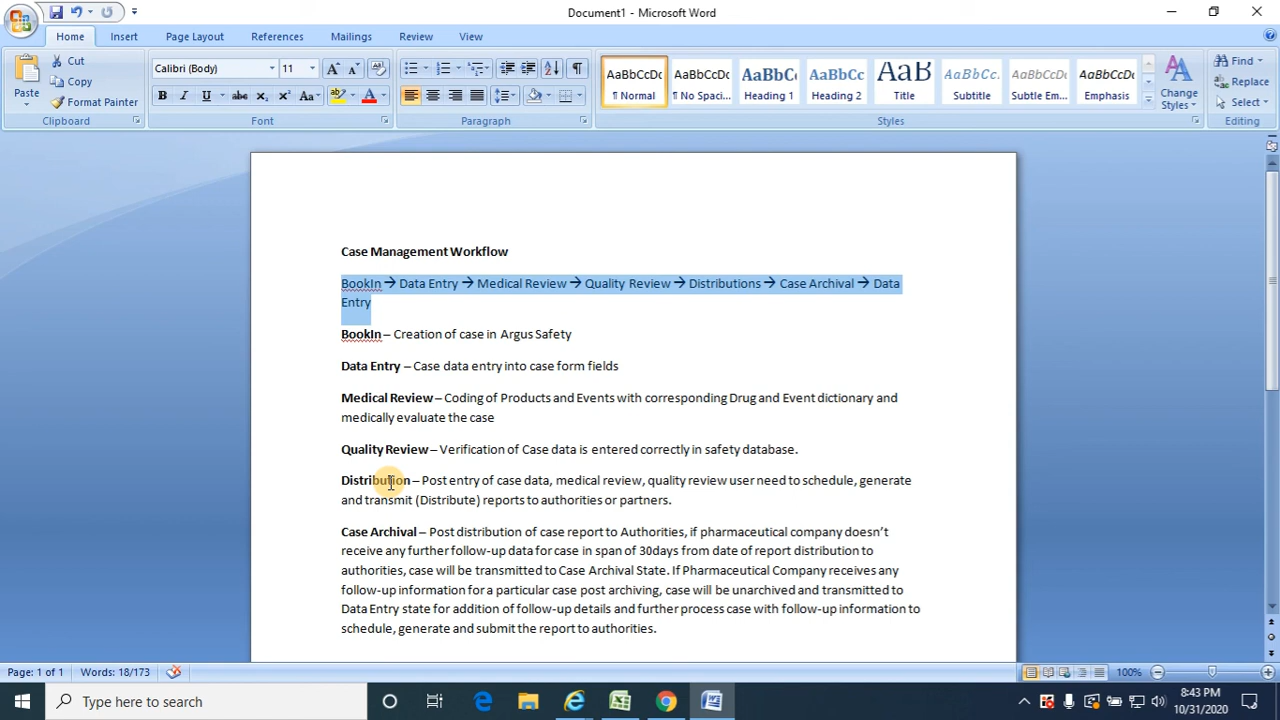 Document1 - Microsoft Word
Home Insert Page Layout References Mailings Review View
Paste
Cut
Copy
Format Painter
Clipboard
Calibri (Body) 11
Font
Paragraph
AaBbCcDc AaBbCcDc AaBbCc AaBbCc AaB AaBbCc. AaBbCcDc AaBbCcDc
¶ Normal ¶ No Spaci... Heading 1 Heading 2 Title Subtitle Subtle Em... Emphasis
Styles
Change Styles
Find
Replace
Select
Editing
Case Management Workflow
BookIn → Data Entry → Medical Review → Quality Review → Distributions → Case Archival → Data
Entry
BookIn – Creation of case in Argus Safety
Data Entry – Case data entry into case form fields
Medical Review – Coding of Products and Events with corresponding Drug and Event dictionary and
medically evaluate the case
Quality Review – Verification of Case data is entered correctly in safety database.
Distribution – Post entry of case data, medical review, quality review user need to schedule, generate
and transmit (Distribute) reports to authorities or partners.
Case Archival – Post distribution of case report to Authorities, if pharmaceutical company doesn’t
receive any further follow-up data for case in span of 30days from date of report distribution to
authorities, case will be transmitted to Case Archival State. If Pharmaceutical Company receives any
follow-up information for a particular case post archiving, case will be unarchived and transmitted to
Data Entry state for addition of follow-up details and further process case with follow-up information to
schedule, generate and submit the report to authorities.
Page: 1 of 1 Words: 18/173 100%
Type here to search
8:43 PM
10/31/2020